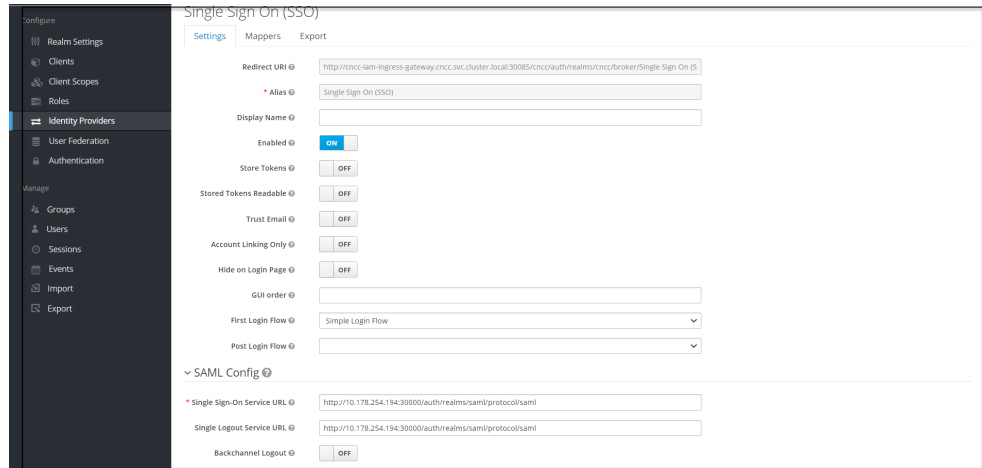 Configure
Realm Settings
Clients
Client Scopes
Roles
Identity Providers
User Federation
Authentication
Manage
Groups
Users
Sessions
Events
Import
Export
Single Sign On (SSO)
Settings Mappers Export
Redirect URI http://cncc-iam-ingress-gateway.cncc.svc.cluster.local:30085/cncc/auth/realms/cncc/broker/Single Sign On (S
* Alias Single Sign On (SSO)
Display Name
Enabled ON
Store Tokens OFF
Stored Tokens Readable OFF
Trust Email OFF
Account Linking Only OFF
Hide on Login Page OFF
GUI order
First Login Flow Simple Login Flow
Post Login Flow
SAML Config
* Single Sign-On Service URL http://10.178.254.194:30000/auth/realms/saml/protocol/saml
Single Logout Service URL http://10.178.254.194:30000/auth/realms/saml/protocol/saml
Backchannel Logout OFF